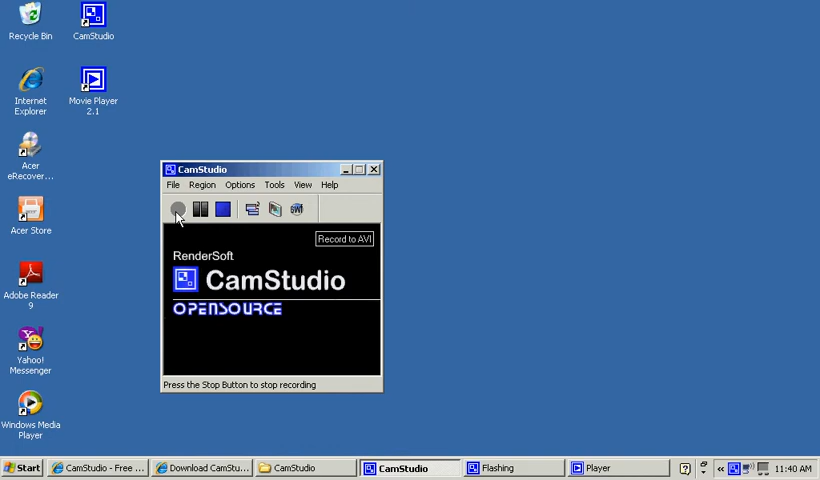 Recycle Bin
CamStudio
Internet
Explorer
Movie Player
2.1
Acer
eRecover...
Acer Store
Adobe Reader
9
Yahoo!
Messenger
Windows Media
Player
CamStudio
File Region Options Tools View Help
Record to AVI
RenderSoft
CamStudio
OPENSOURCE
Press the Stop Button to stop recording
Start
CamStudio - Free ...
Download CamStu...
CamStudio
CamStudio
Flashing
Player
11:40 AM